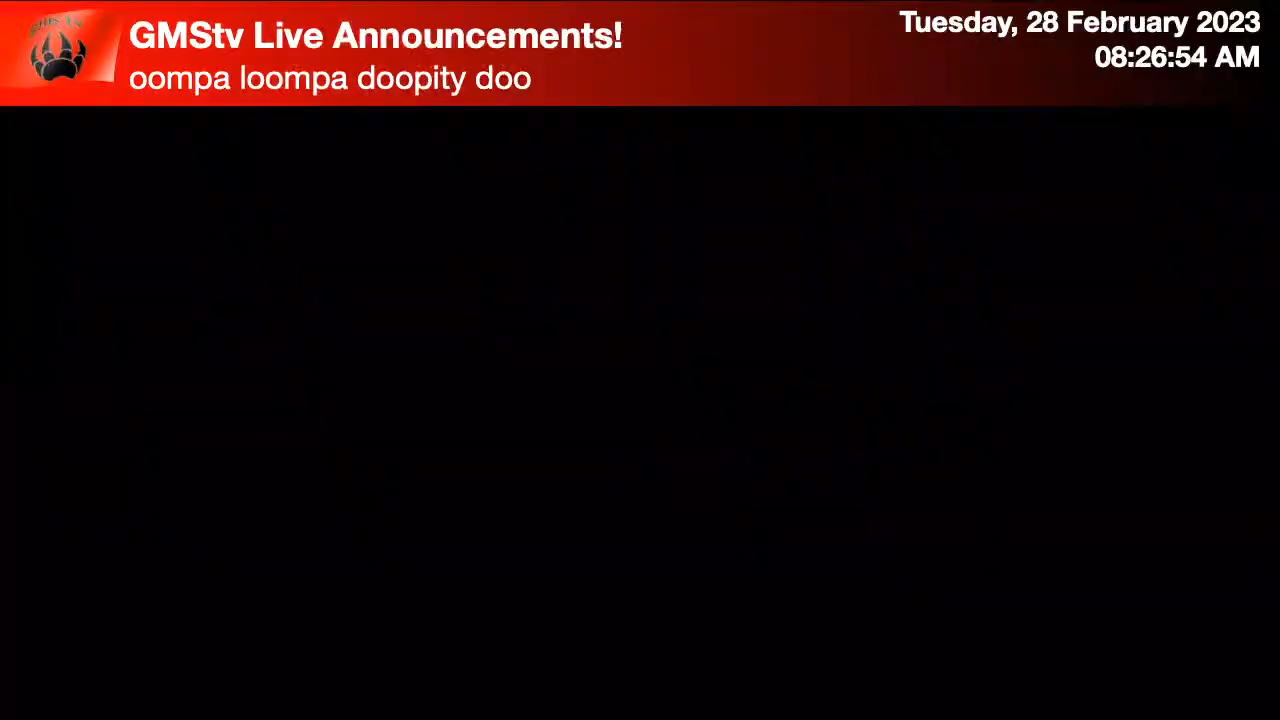 GMStv Live Announcements!
oompa loompa doopity doo
Tuesday, 28 February 2023
08:26:54 AM